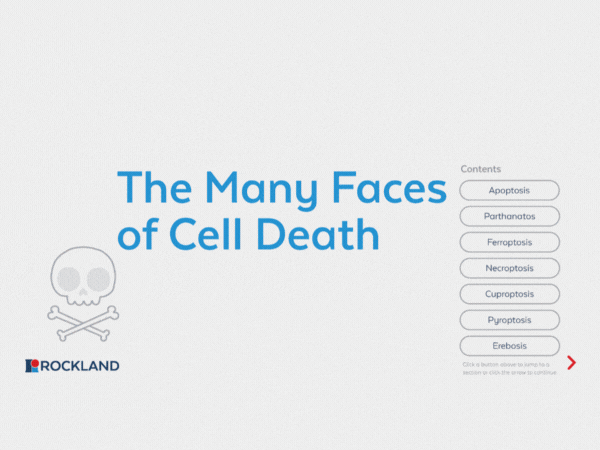 The Many Faces
of Cell Death
ROCKLAND
Contents
Apoptosis
Parthanatos
Ferroptosis
Necroptosis
Cuproptosis
Pyroptosis
Erebosis
Click a button above to jump to a
section or click the arrow to continue